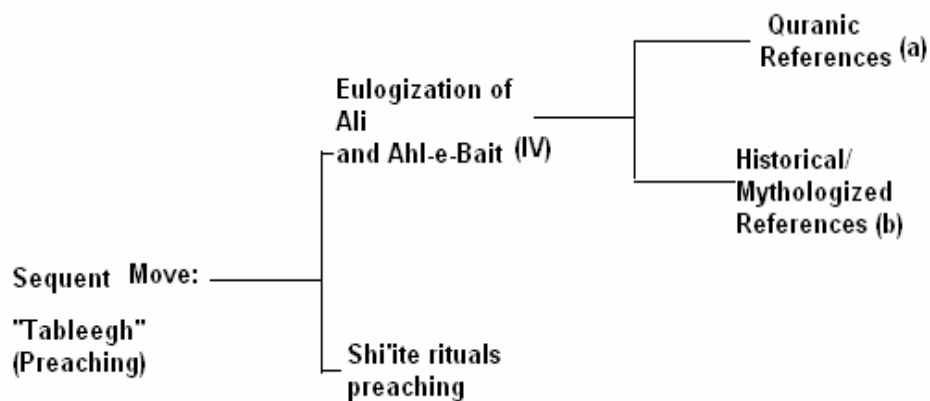 Quranic
References (a)
Eulogization of
Ali
and Ahl-e-Bait (IV)
Historical/
Mythologized
References (b)
Sequent Move:
"Tableegh"
(Preaching)
Shi'ite rituals
preaching